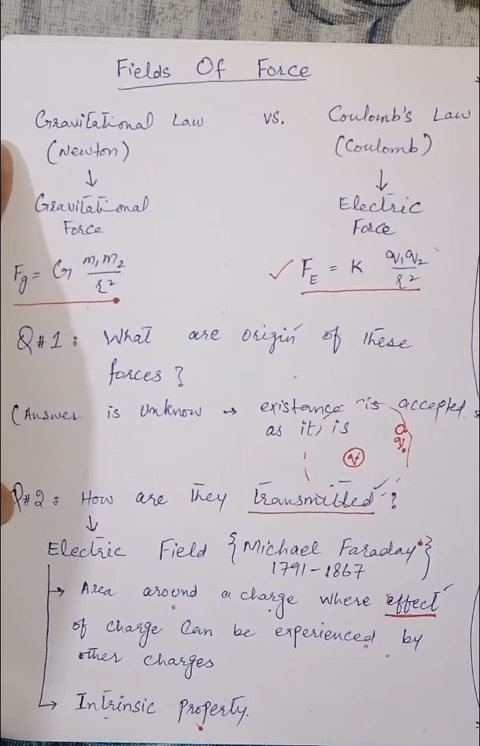 Fields Of Force
Gravitational Law vs. Coulomb's Law
(Newton) (Coulomb)
↓ ↓
Gravitational Electric
Force Force
Fg = G m₁m₂/r² ✓ FE = K q₁q₂/r²
Q#1: What are origin of these
forces?
(Answer is Unknow → existance is accepted
as it is
q q₀
Q#2: How are they transmitted?
↓
Electric Field {Michael Faraday}
1791-1867
→ Area around a charge where effect
of charge can be experienced by
other charges
→ Intrinsic property.